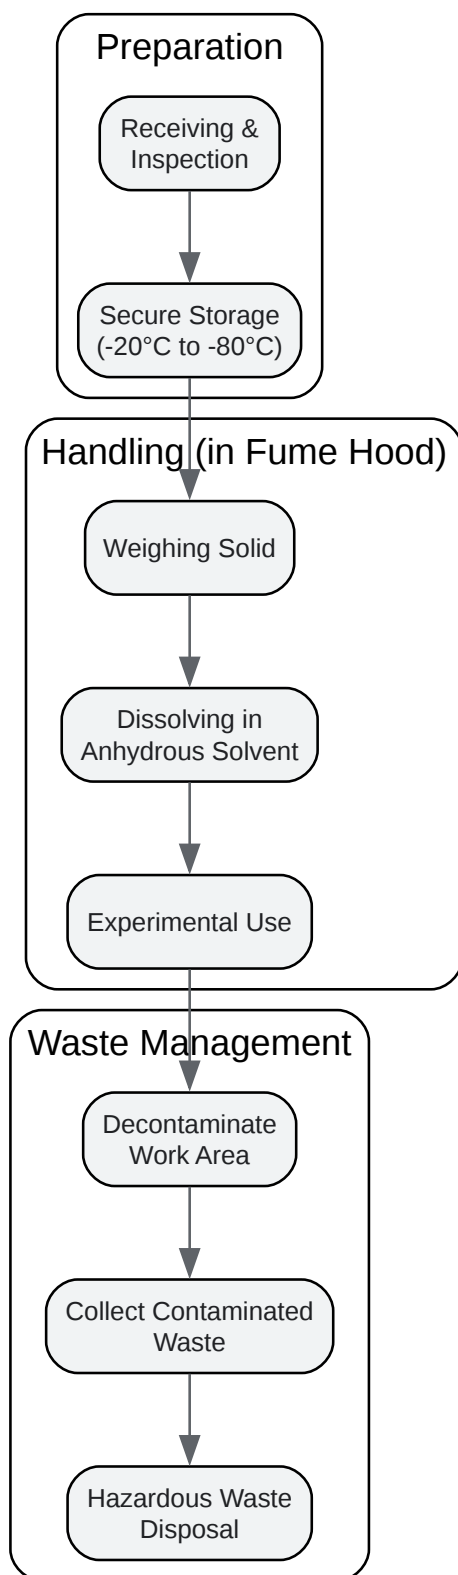 Preparation
Receiving &
Inspection
Secure Storage
(-20°C to -80°C)
Handling (in Fume Hood)
Weighing Solid
Dissolving in
Anhydrous Solvent
Experimental Use
Waste Management
Decontaminate
Work Area
Collect Contaminated
Waste
Hazardous Waste
Disposal